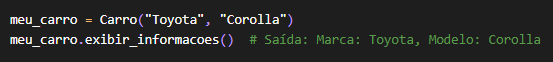 meu_carro = Carro("Toyota", "Corolla")
meu_carro.exibir_informacoes()  # Saída: Marca: Toyota, Modelo: Corolla